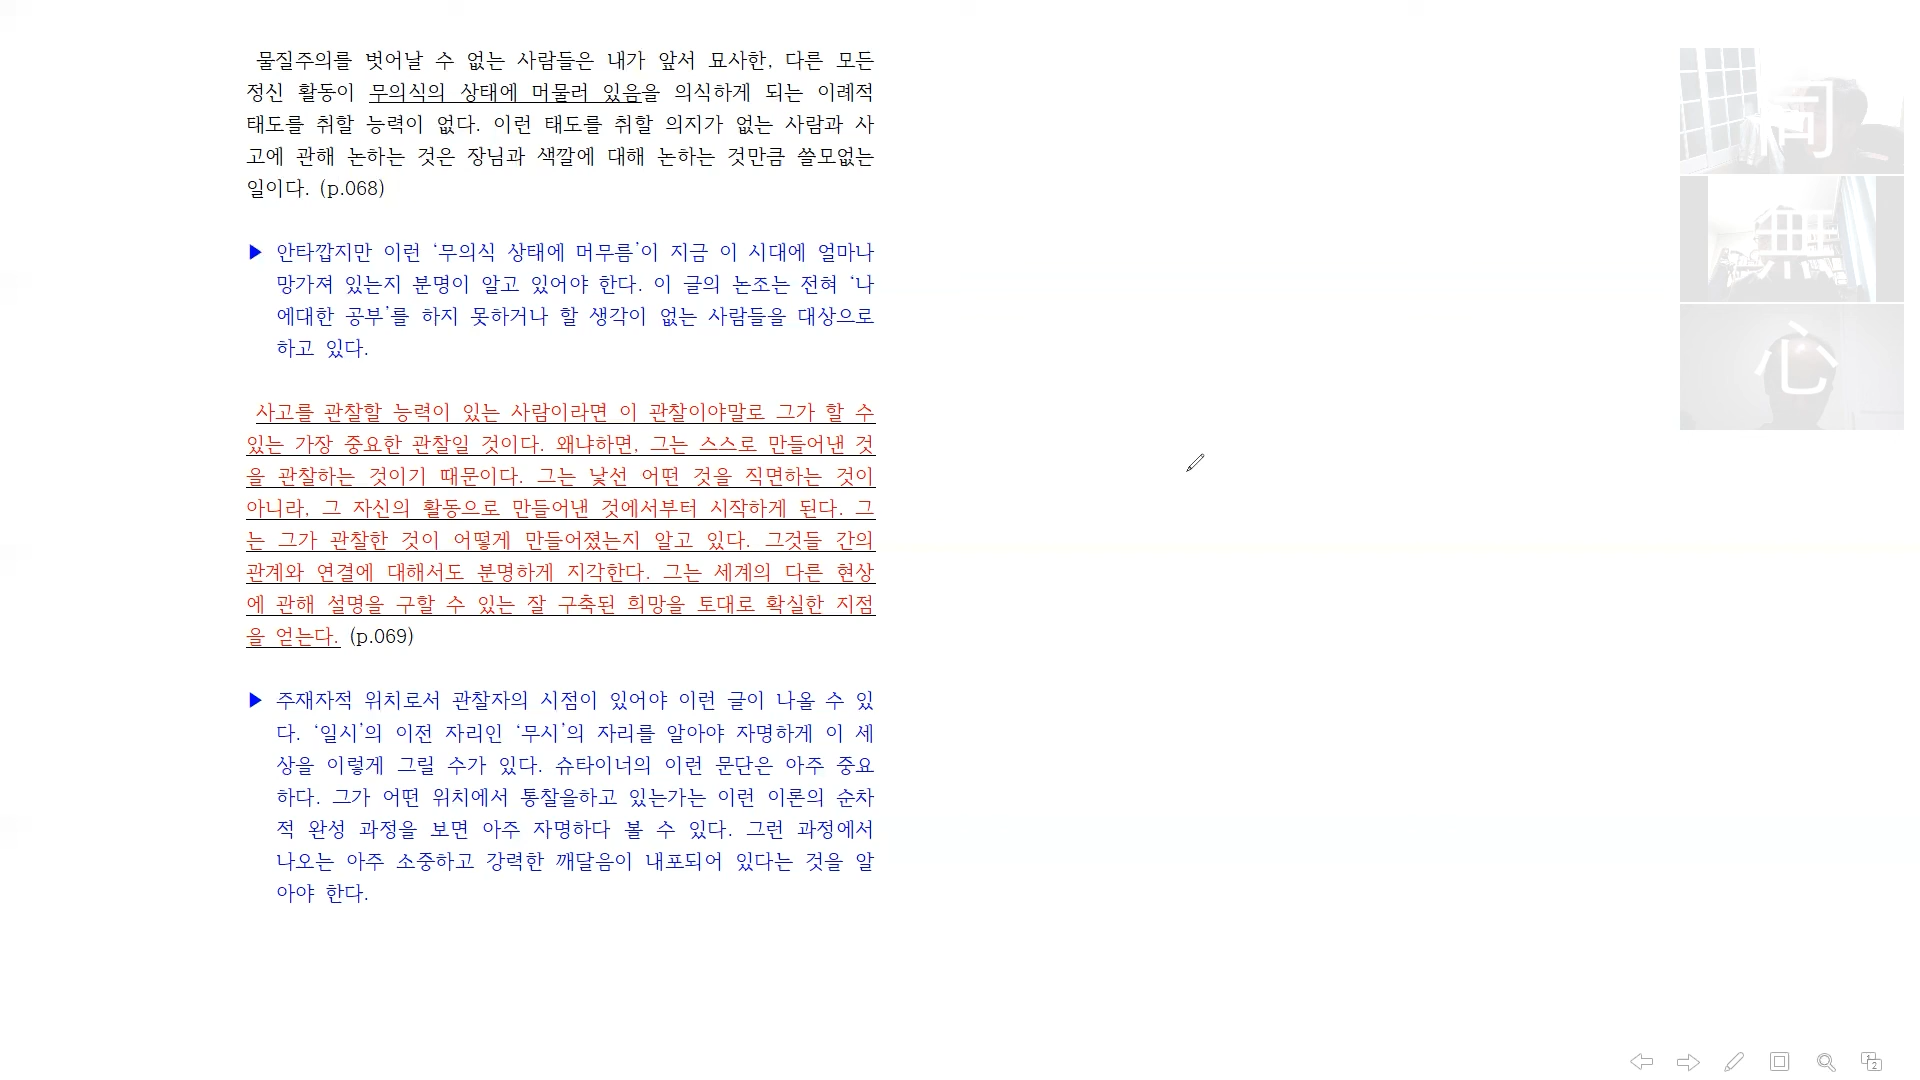 물질주의를 벗어날 수 없는 사람들은 내가 앞서 묘사한, 다른 모든
정신 활동이 무의식의 상태에 머물러 있음을 의식하게 되는 이례적
태도를 취할 능력이 없다. 이런 태도를 취할 의지가 없는 사람과 사
고에 관해 논하는 것은 장님과 색깔에 대해 논하는 것만큼 쓸모없는
일이다. (p.068)
▶ 안타깝지만 이런 ‘무의식 상태에 머무름’이 지금 이 시대에 얼마나
망가져 있는지 분명이 알고 있어야 한다. 이 글의 논조는 전혀 ‘나
에대한 공부’를 하지 못하거나 할 생각이 없는 사람들을 대상으로
하고 있다.
사고를 관찰할 능력이 있는 사람이라면 이 관찰이야말로 그가 할 수
있는 가장 중요한 관찰일 것이다. 왜냐하면, 그는 스스로 만들어낸 것
을 관찰하는 것이기 때문이다. 그는 낯선 어떤 것을 직면하는 것이
아니라, 그 자신의 활동으로 만들어낸 것에서부터 시작하게 된다. 그
는 그가 관찰한 것이 어떻게 만들어졌는지 알고 있다. 그것들 간의
관계와 연결에 대해서도 분명하게 지각한다. 그는 세계의 다른 현상
에 관해 설명을 구할 수 있는 잘 구축된 희망을 토대로 확실한 지점
을 얻는다. (p.069)
▶ 주재자적 위치로서 관찰자의 시점이 있어야 이런 글이 나올 수 있
다. ‘일시’의 이전 자리인 ‘무시’의 자리를 알아야 자명하게 이 세
상을 이렇게 그릴 수가 있다. 슈타이너의 이런 문단은 아주 중요
하다. 그가 어떤 위치에서 통찰을하고 있는가는 이런 이론의 순차
적 완성 과정을 보면 아주 자명하다 볼 수 있다. 그런 과정에서
나오는 아주 소중하고 강력한 깨달음이 내포되어 있다는 것을 알
아야 한다.
心